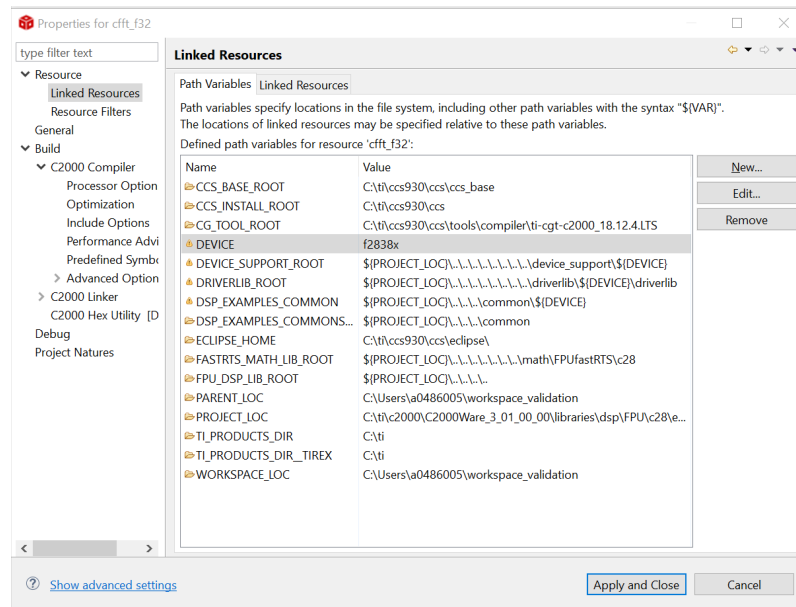 Properties for cfft_f32
type filter text
Resource
Linked Resources
Resource Filters
General
Build
C2000 Compiler
Processor Option
Optimization
Include Options
Performance Advi
Predefined Symbo
Advanced Option
C2000 Linker
C2000 Hex Utility [D
Debug
Project Natures
Linked Resources
Path Variables Linked Resources
Path variables specify locations in the file system, including other path variables with the syntax "${VAR}".
The locations of linked resources may be specified relative to these path variables.
Defined path variables for resource 'cfft_f32':
Name Value
CCS_BASE_ROOT C:\ti\ccs930\ccs\ccs_base
CCS_INSTALL_ROOT C:\ti\ccs930\ccs
CG_TOOL_ROOT C:\ti\ccs930\ccs\tools\compiler\ti-cgt-c2000_18.12.4.LTS
DEVICE f2838x
DEVICE_SUPPORT_ROOT ${PROJECT_LOC}\..\..\..\..\..\..\..\..\device_support\${DEVICE}
DRIVERLIB_ROOT ${PROJECT_LOC}\..\..\..\..\..\..\..\..\driverlib\${DEVICE}\driverlib
DSP_EXAMPLES_COMMON ${PROJECT_LOC}\..\..\..\common\${DEVICE}
DSP_EXAMPLES_COMMONS... ${PROJECT_LOC}\..\..\..\common
ECLIPSE_HOME C:\ti\ccs930\ccs\eclipse\
FASTRTS_MATH_LIB_ROOT ${PROJECT_LOC}\..\..\..\..\..\..\..\math\FPUfastRTS\c28
FPU_DSP_LIB_ROOT ${PROJECT_LOC}\..\..\..\..
PARENT_LOC C:\Users\a0486005\workspace_validation
PROJECT_LOC C:\ti\c2000\C2000Ware_3_01_00_00\libraries\dsp\FPU\c28\e...
TI_PRODUCTS_DIR C:\ti
TI_PRODUCTS_DIR__TIREX C:\ti
WORKSPACE_LOC C:\Users\a0486005\workspace_validation
New...
Edit...
Remove
Show advanced settings
Apply and Close
Cancel